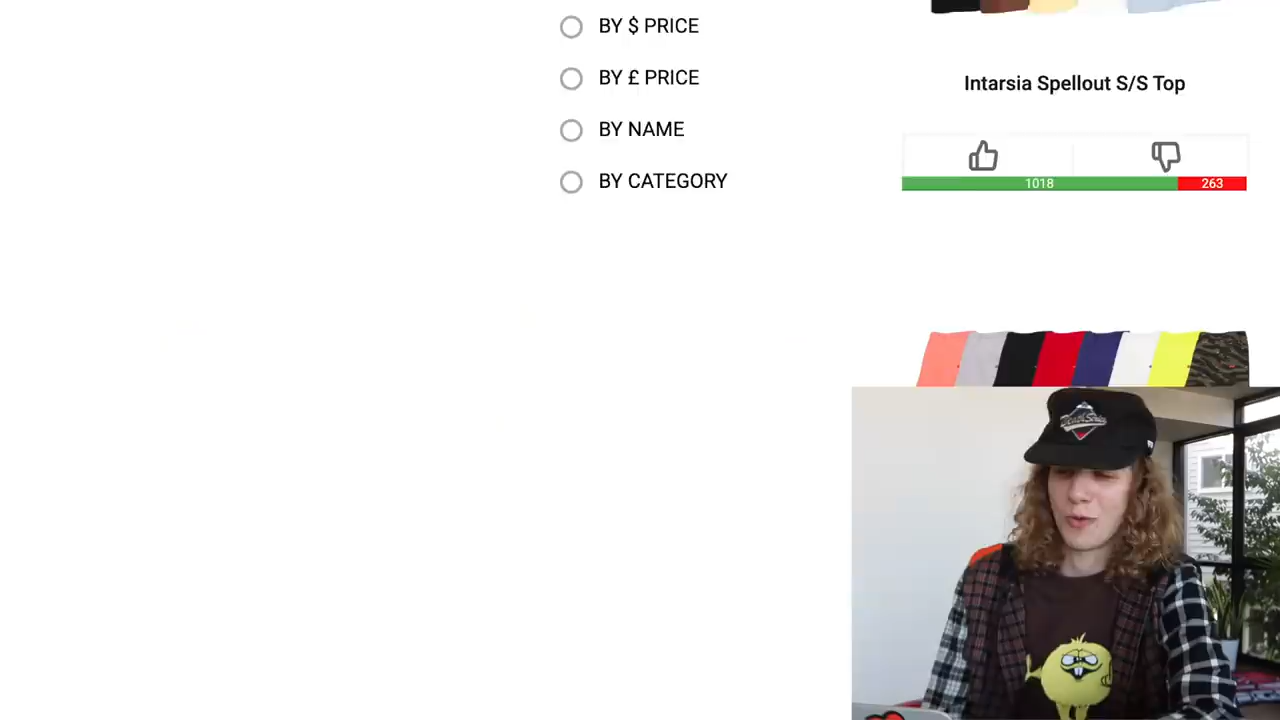 BY $ PRICE
BY £ PRICE
BY NAME
BY CATEGORY
Intarsia Spellout S/S Top
1018
263